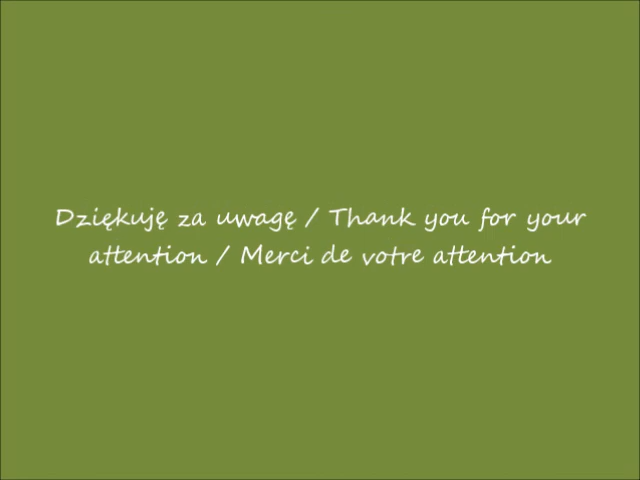 Dziękuję za uwagę / Thank you for your
attention / Merci de votre attention